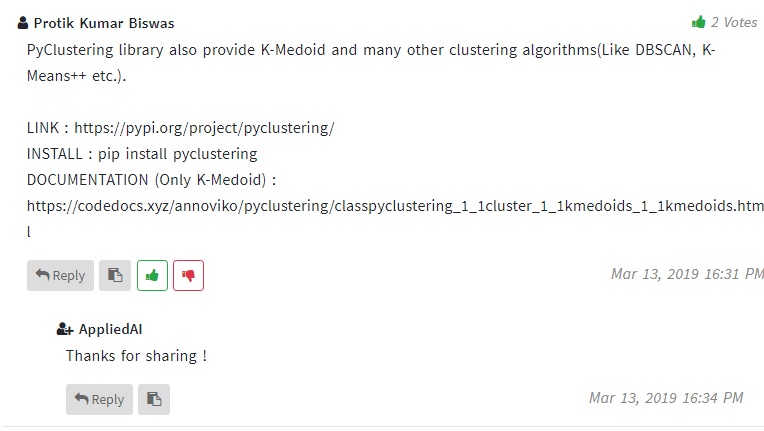 Protik Kumar Biswas
2 Votes
PyClustering library also provide K-Medoid and many other clustering algorithms(Like DBSCAN, K-
Means++ etc.).
LINK : https://pypi.org/project/pyclustering/
INSTALL : pip install pyclustering
DOCUMENTATION (Only K-Medoid) :
https://codedocs.xyz/annoviko/pyclustering/classpyclustering_1_1cluster_1_1kmedoids_1_1kmedoids.htm
l
Reply
Mar 13, 2019 16:31 PM
AppliedAI
Thanks for sharing !
Reply
Mar 13, 2019 16:34 PM